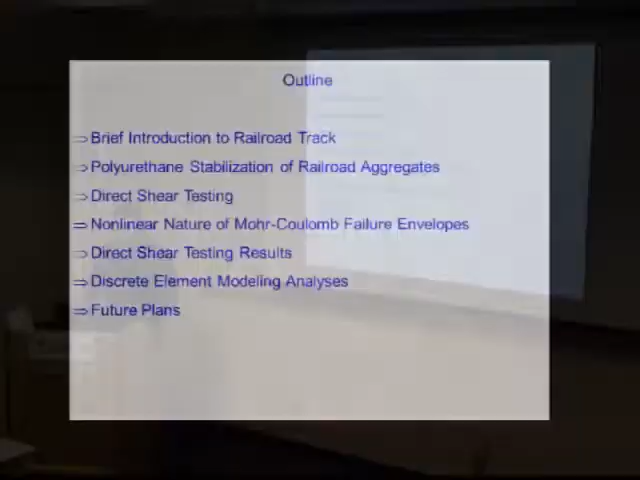 Outline
⇒ Brief Introduction to Railroad Track
⇒ Polyurethane Stabilization of Railroad Aggregates
⇒ Direct Shear Testing
⇒ Nonlinear Nature of Mohr-Coulomb Failure Envelopes
⇒ Direct Shear Testing Results
⇒ Discrete Element Modeling Analyses
⇒ Future Plans